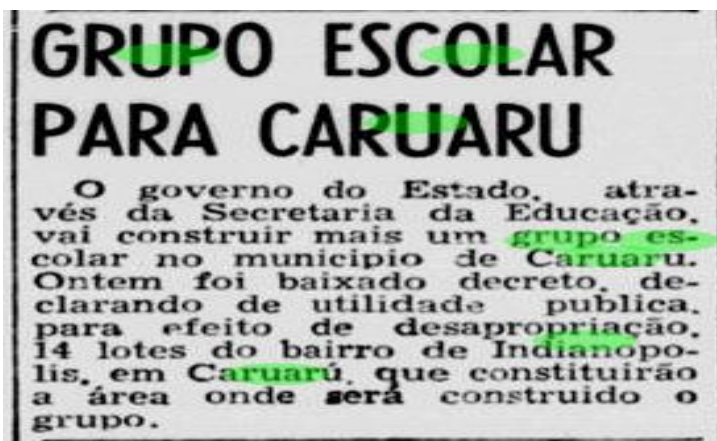 GRUPO ESCOLAR
PARA CARUARU
O governo do Estado, atra-
vés da Secretaria da Educação,
vai construir mais um grupo es-
colar no municipio de Caruaru.
Ontem foi baixado decreto, de-
clarando de utilidade publica,
para efeito de desapropriação,
14 lotes do bairro de Indianopo-
lis, em Caruarú, que constituirão
a área onde será construido o
grupo.